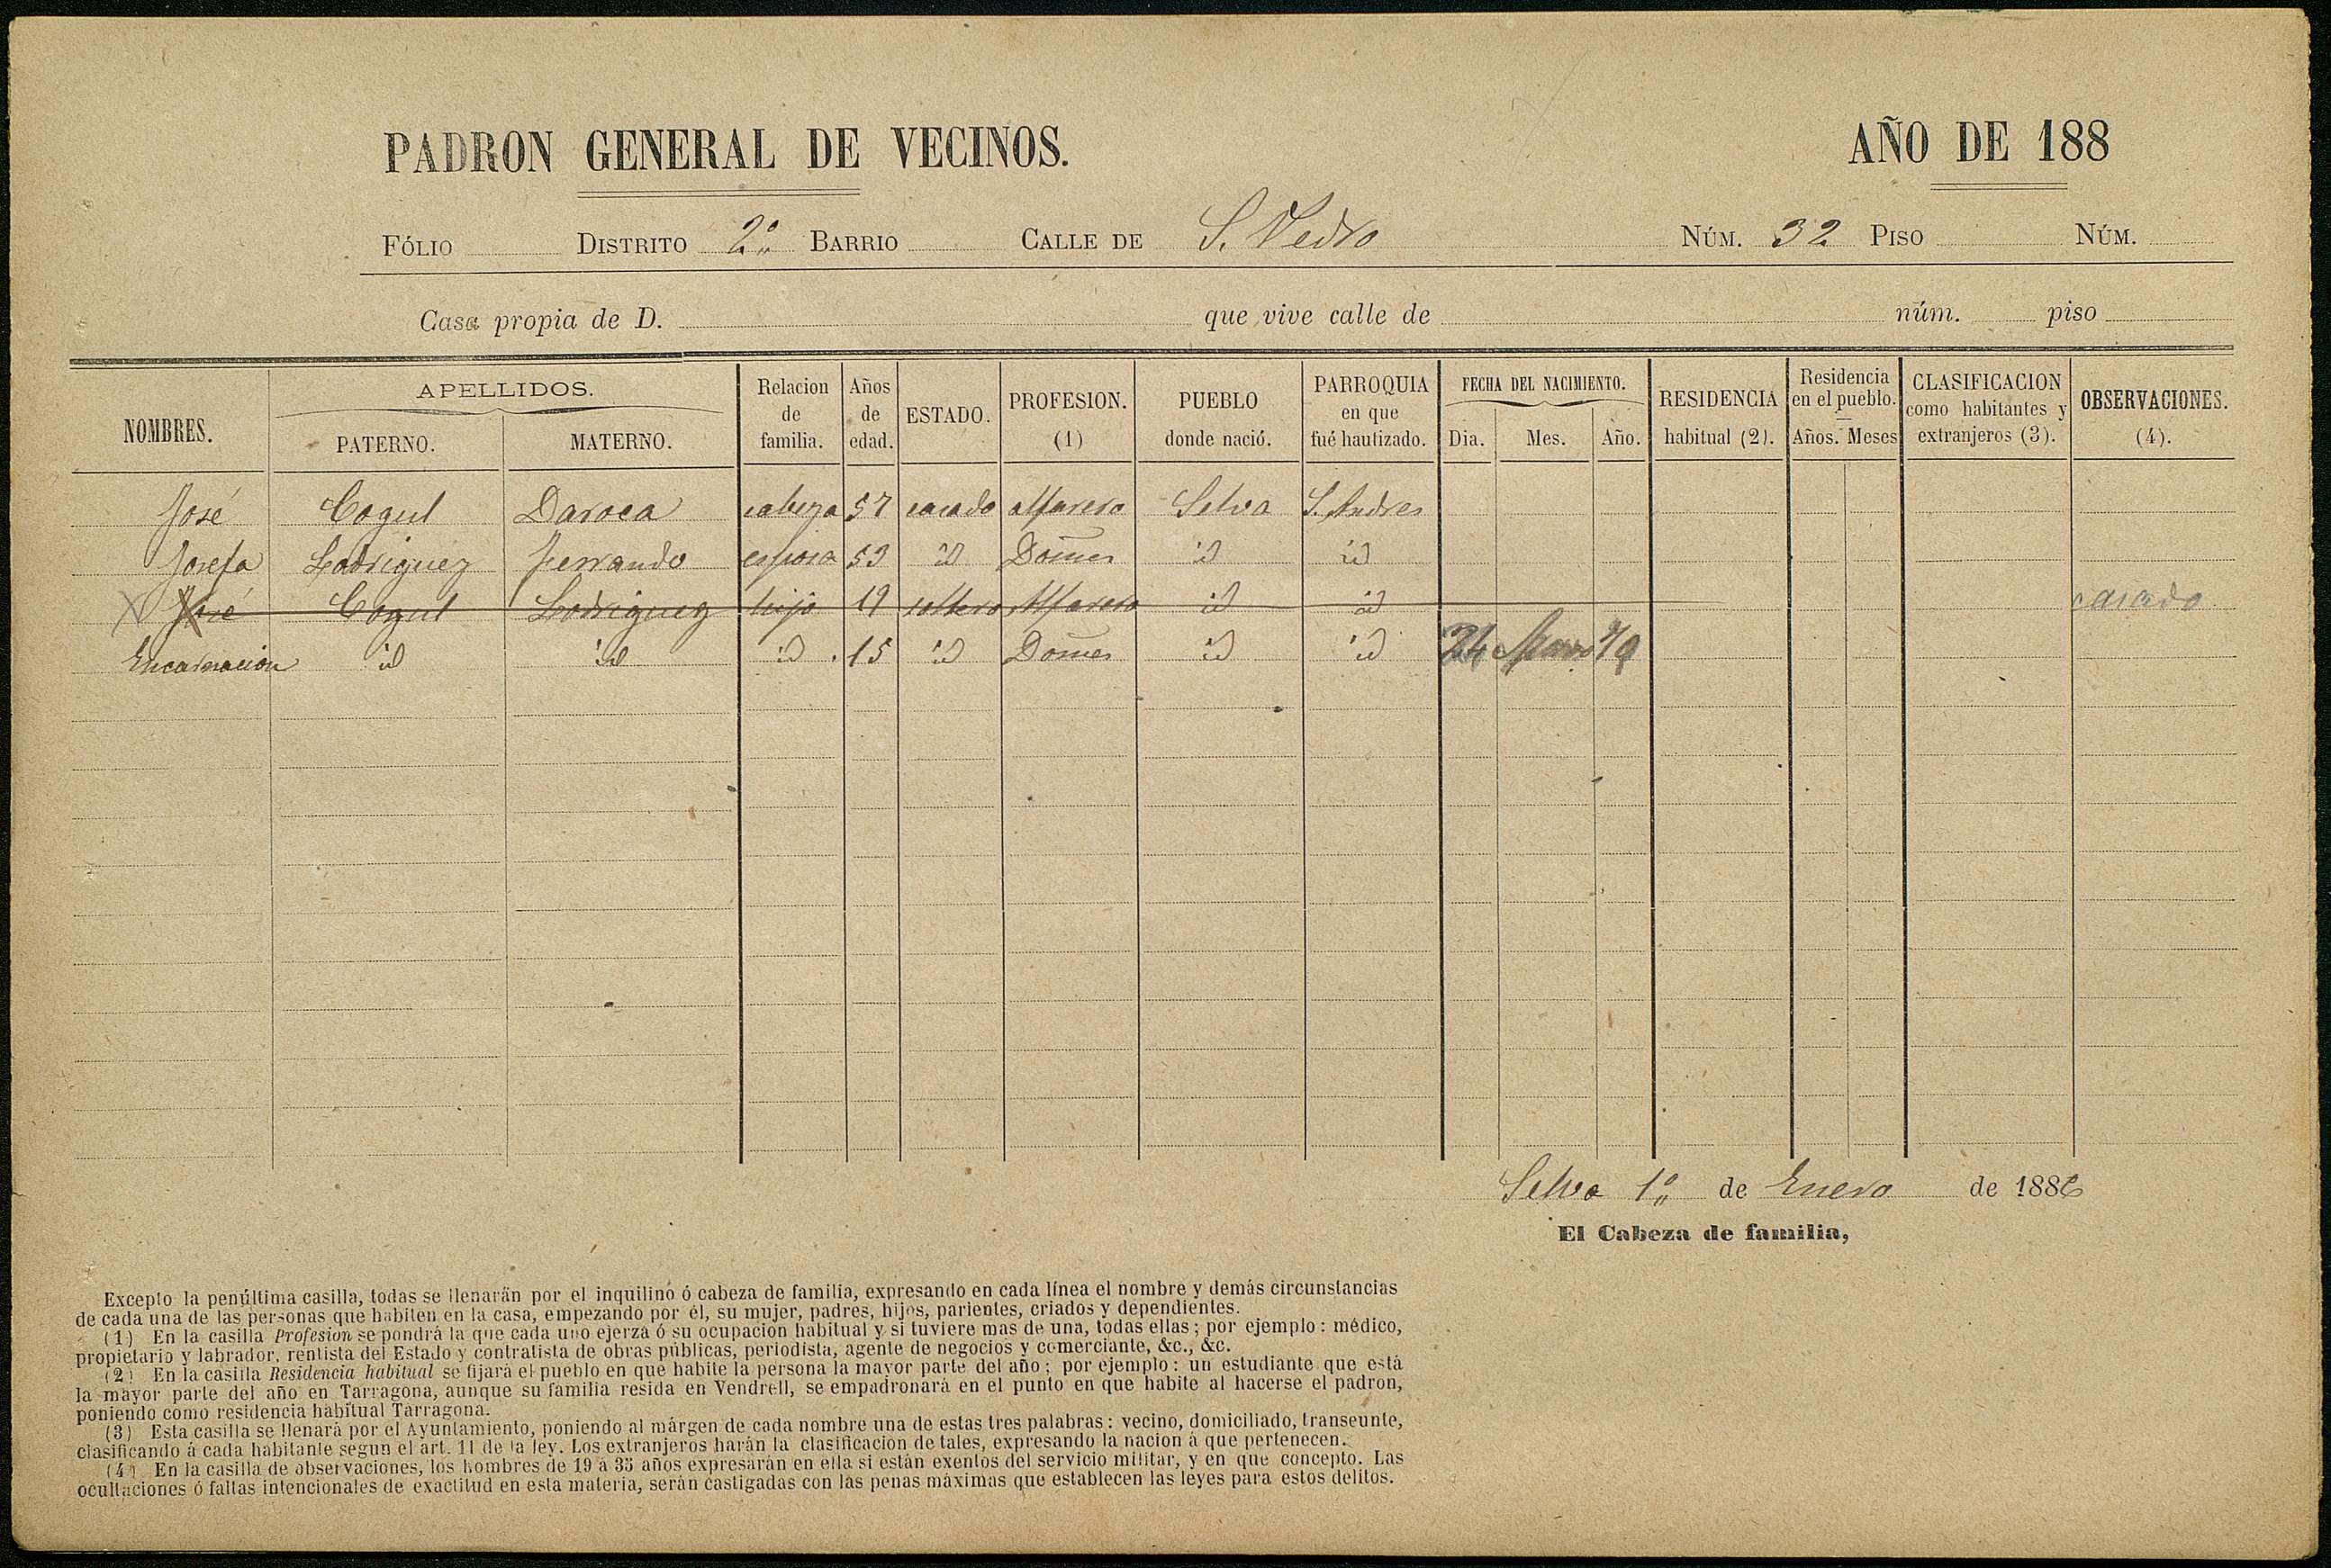 PADRON GENERAL DE VECINOS. AÑO DE 188
FÓLIO DISTRITO 2º BARRIO CALLE DE S. Pedro NÚM. 32 PISO NÚM.
Casa propia de D. que vive calle de núm. piso
NOMBRES. APELLIDOS. PATERNO. MATERNO. Relacion de familia. Años de edad. ESTADO. PROFESION. (1) PUEBLO donde nació. PARROQUIA en que fué bautizado. FECHA DEL NACIMIENTO. Dia. Mes. Año. RESIDENCIA habitual (2). Residencia en el pueblo. Años. Meses CLASIFICACION como habitantes y extranjeros (3). OBSERVACIONES. (4).
José Cogul Daroca cabeza 57 casado alfarero Selva S. Andres
Josefa Rodriguez Ferrando esposa 53 id Domes id id
José Cogul Rodriguez hijo 19 soltero Alfarero id id casado
Encarnacion id id id 15 id Domes id id 24
Selva 1º de Enero de 1886
El Cabeza de familia,
Excepto la penúltima casilla, todas se llenarán por el inquilino ó cabeza de familia, expresando en cada línea el nombre y demás circunstancias
de cada una de las personas que habiten en la casa, empezando por él, su mujer, padres, hijos, parientes, criados y dependientes.
(1) En la casilla Profesion se pondrá la que cada uno ejerza ó su ocupacion habitual y si tuviere mas de una, todas ellas; por ejemplo: médico,
propietario y labrador, rentista del Estado y contratista de obras públicas, periodista, agente de negocios y comerciante, &c., &c.
(2) En la casilla Residencia habitual se fijará el pueblo en que habite la persona la mayor parte del año; por ejemplo: un estudiante que está
la mayor parte del año en Tarragona, aunque su familia resida en Vendrell, se empadronará en el punto en que habite al hacerse el padron,
poniendo como residencia habitual Tarragona.
(3) Esta casilla se llenará por el Ayuntamiento, poniendo al márgen de cada nombre una de estas tres palabras: vecino, domiciliado, transeunte,
clasificando á cada habitante segun el art. 11 de la ley. Los extranjeros harán la clasificacion de tales, expresando la nacion á que pertenecen.
(4) En la casilla de observaciones, los hombres de 19 á 35 años expresarán en ella si están exentos del servicio militar, y en que concepto. Las
ocultaciones ó faltas intencionales de exactitud en esta materia, serán castigadas con las penas máximas que establecen las leyes para estos delitos.